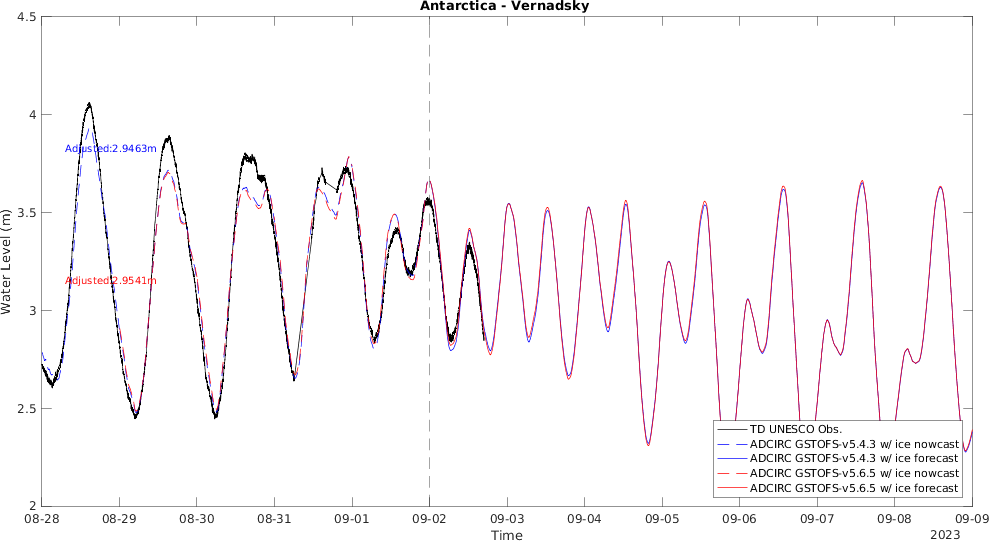 Antarctica - Vernadsky
4.5
4
3.5
3
2.5
2
Water Level (m)
Adjusted:2.9463m
Adjusted:2.9541m
TD UNESCO Obs.
ADCIRC GSTOFS-v5.4.3 w/ ice nowcast
ADCIRC GSTOFS-v5.4.3 w/ ice forecast
ADCIRC GSTOFS-v5.6.5 w/ ice nowcast
ADCIRC GSTOFS-v5.6.5 w/ ice forecast
08-28 08-29 08-30 08-31 09-01 09-02 09-03 09-04 09-05 09-06 09-07 09-08 09-09
Time
2023